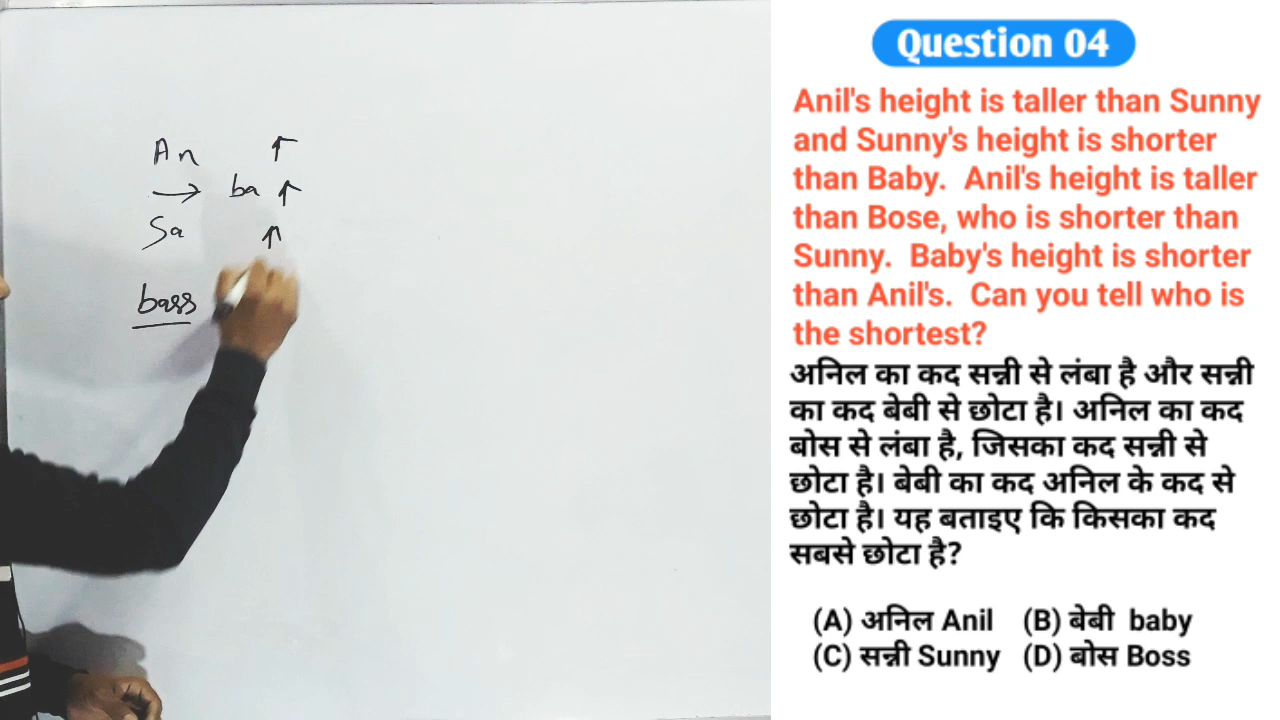 An ↑
→ ba ↑
Sa ↑
bass
Question 04
Anil's height is taller than Sunny
and Sunny's height is shorter
than Baby. Anil's height is taller
than Bose, who is shorter than
Sunny. Baby's height is shorter
than Anil's. Can you tell who is
the shortest?
अनिल का कद सन्नी से लंबा है और सन्नी
का कद बेबी से छोटा है। अनिल का कद
बोस से लंबा है, जिसका कद सन्नी से
छोटा है। बेबी का कद अनिल के कद से
छोटा है। यह बताइए कि किसका कद
सबसे छोटा है?
(A) अनिल Anil (B) बेबी baby
(C) सन्नी Sunny (D) बोस Boss